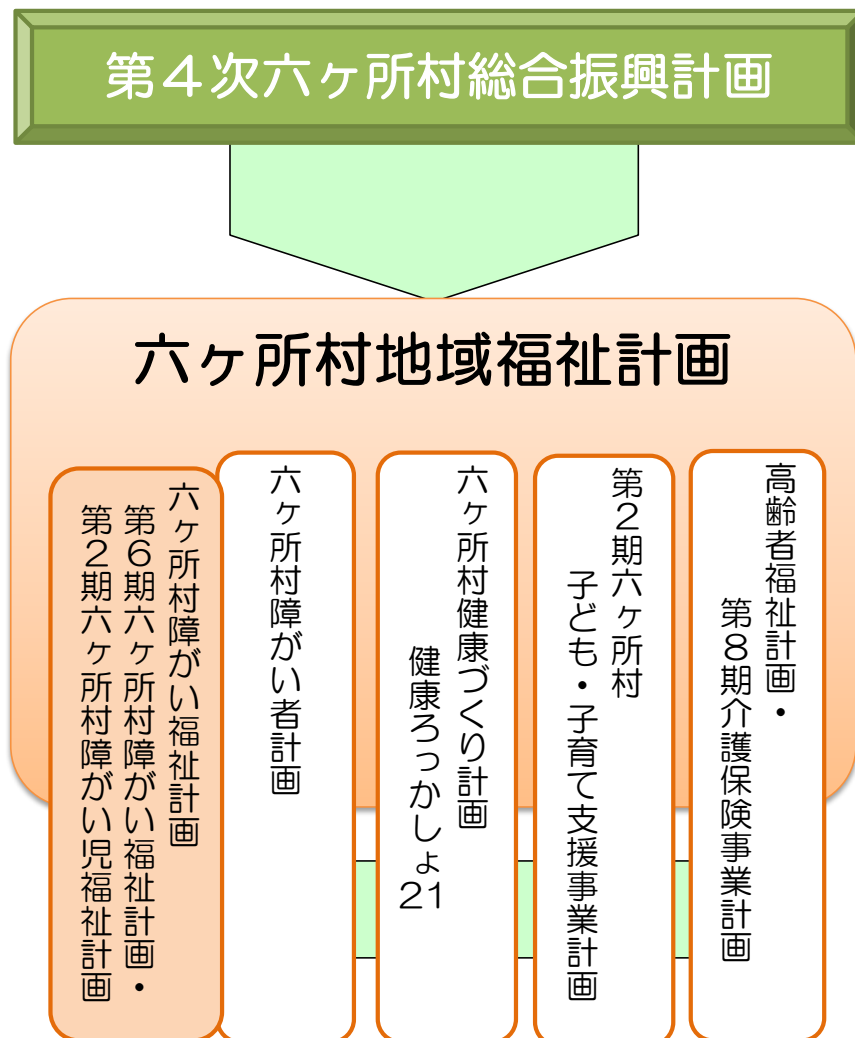 第４次六ヶ所村総合振興計画
六ヶ所村地域福祉計画
高齢者福祉計画・
第８期介護保険事業計画
第２期六ヶ所村
子ども・子育て支援事業計画
六ヶ所村健康づくり計画
健康ろっかしょ21
六ヶ所村障がい者計画
六ヶ所村障がい福祉計画
第６期六ヶ所村障がい福祉計画・
第２期六ヶ所村障がい児福祉計画